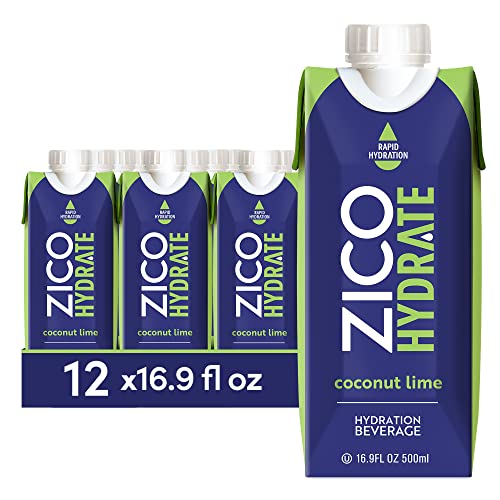 RAPID
HYDRATION
ZICO
HYDRATE
coconut lime
RAPID
HYDRATION
ZICO
HYDRATE
coconut lime
RAPID
HYDRATION
ZICO
HYDRATE
coconut lime
12 x16.9 fl oz
RAPID
HYDRATION
ZICO
HYDRATE
coconut lime
HYDRATION
BEVERAGE
U 16.9FL OZ 500ml